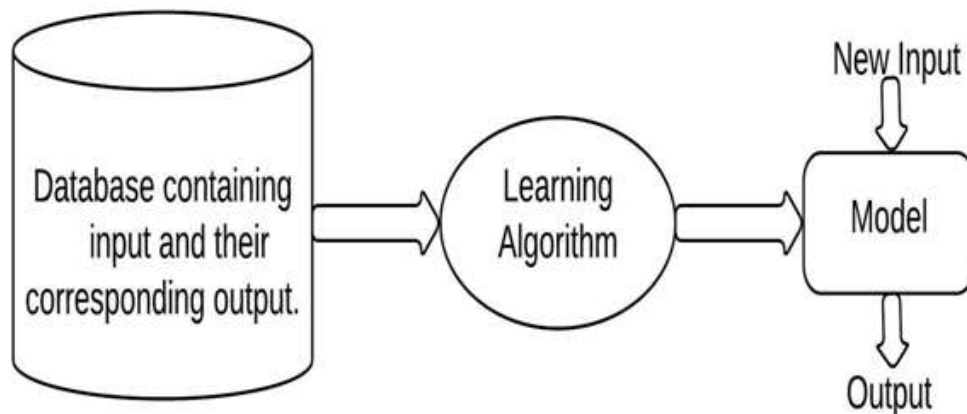 Database containing
input and their
corresponding output.
Learning
Algorithm
New Input
Model
Output